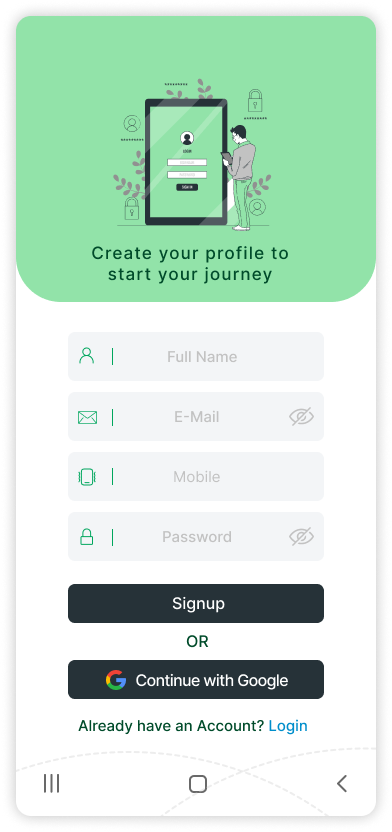 LOGIN
SIGN IN
Create your profile to
start your journey
Full Name
E-Mail
Mobile
Password
Signup
OR
Continue with Google
Already have an Account? Login